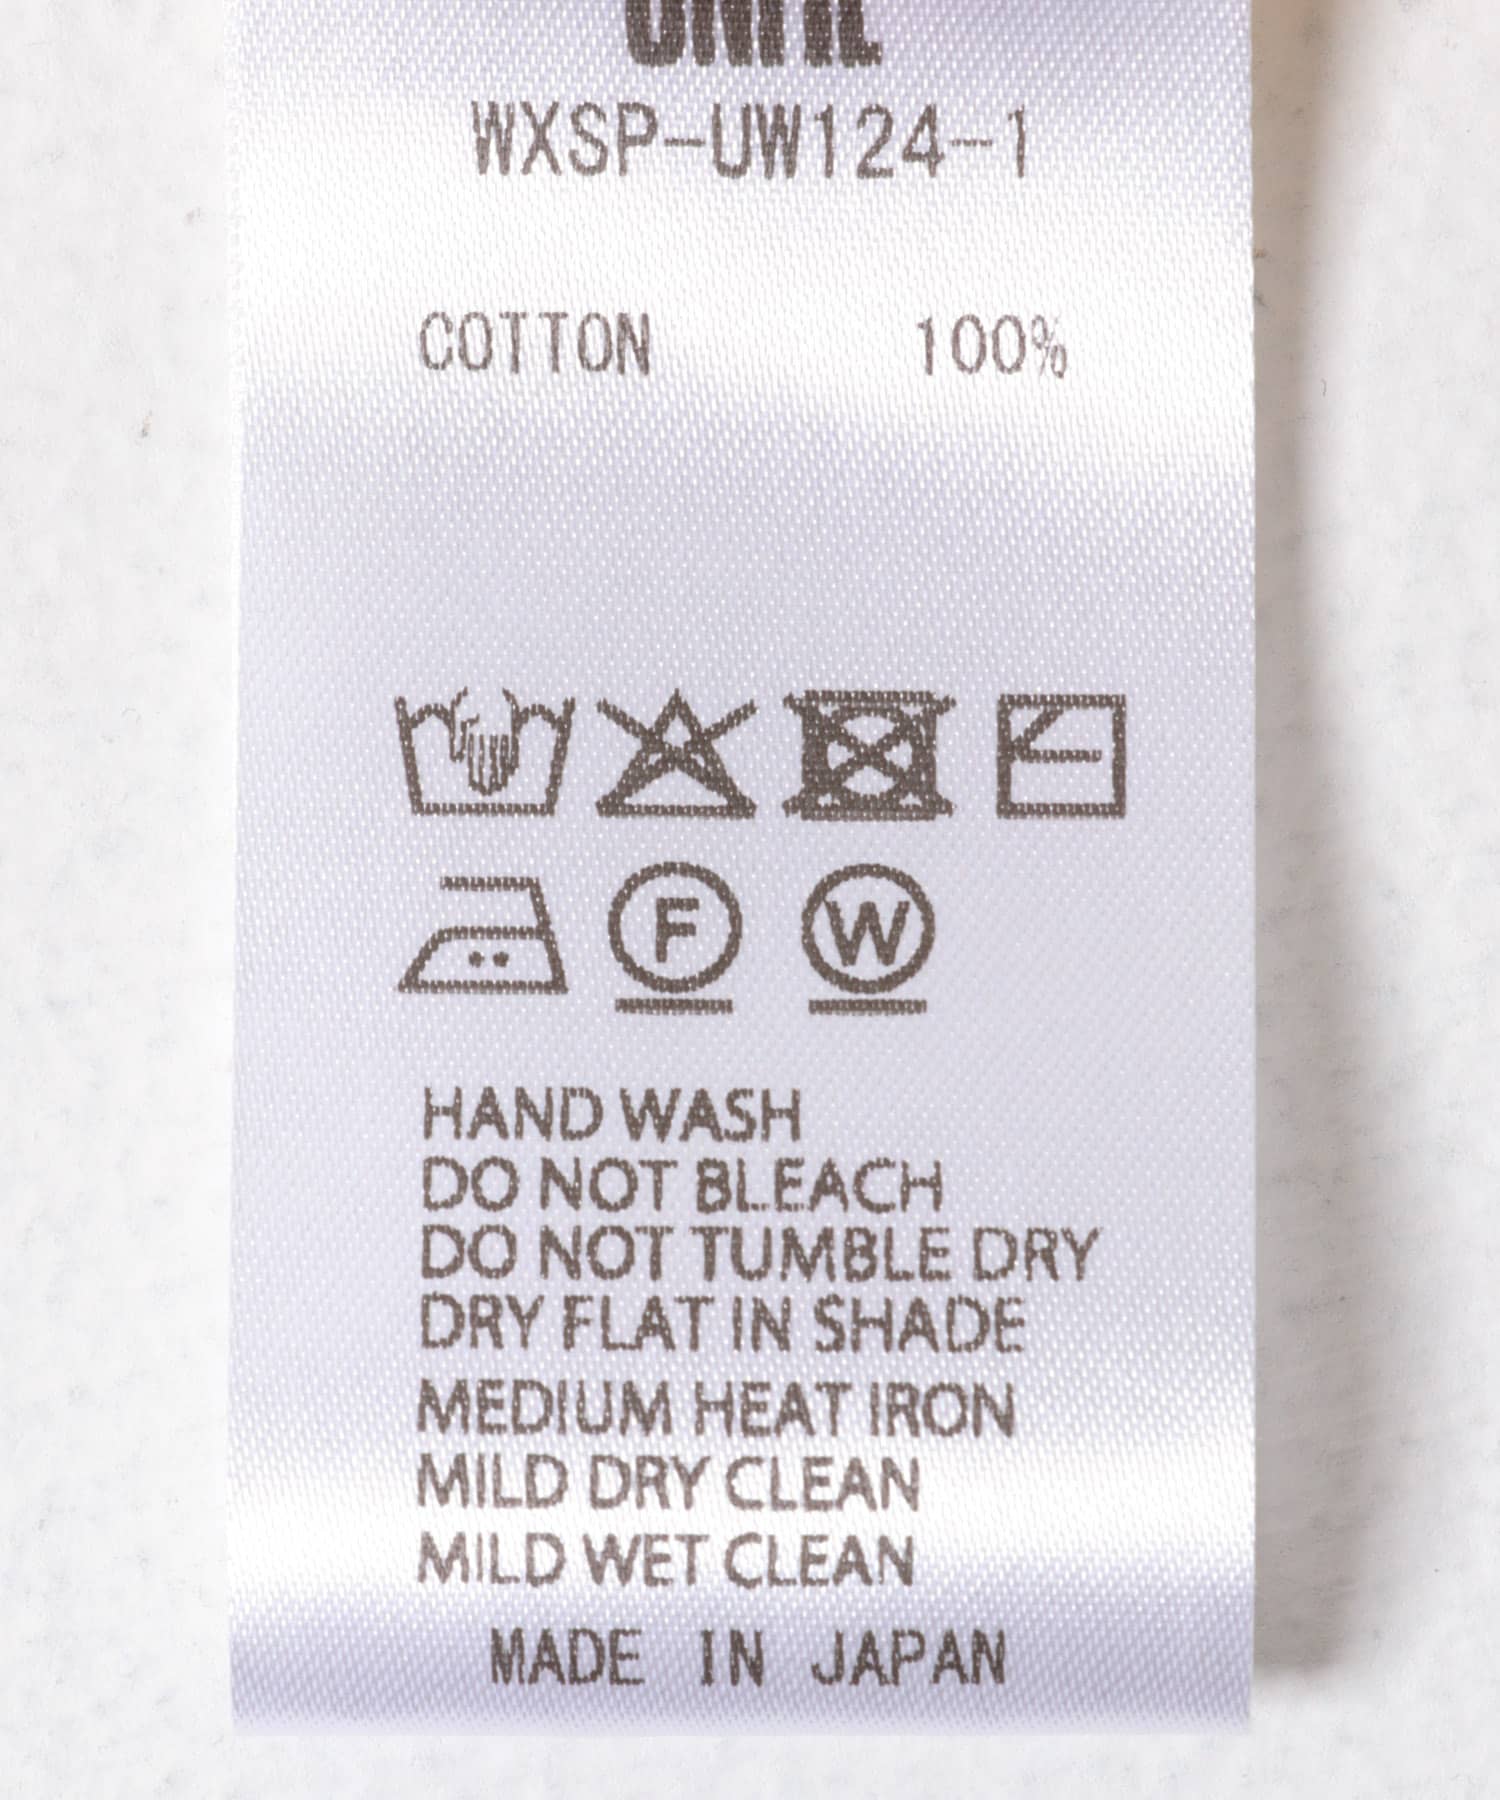 WXSP-UW124-1
COTTON 100%
F W
HAND WASH
DO NOT BLEACH
DO NOT TUMBLE DRY
DRY FLAT IN SHADE
MEDIUM HEAT IRON
MILD DRY CLEAN
MILD WET CLEAN
MADE IN JAPAN